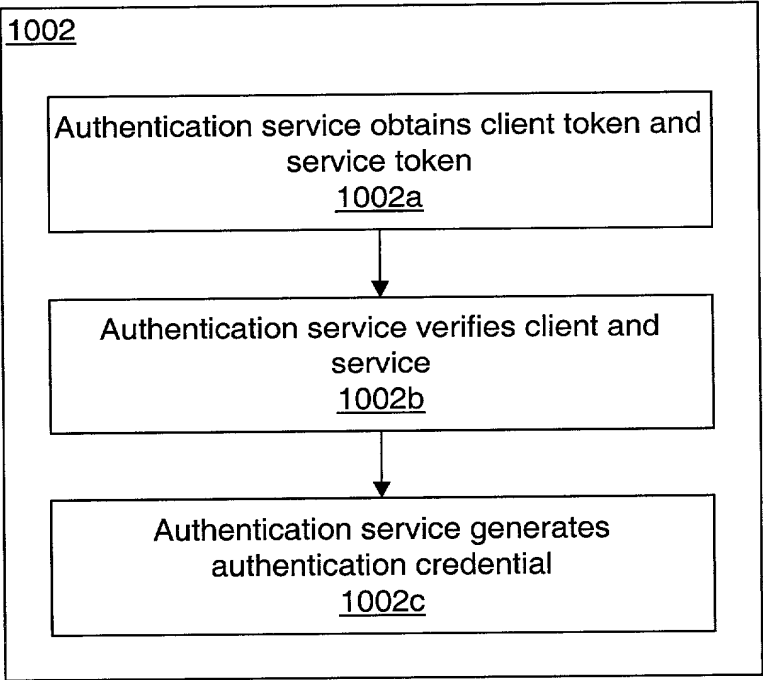 1002
Authentication service obtains client token and
service token
1002a
Authentication service verifies client and
service
1002b
Authentication service generates
authentication credential
1002c